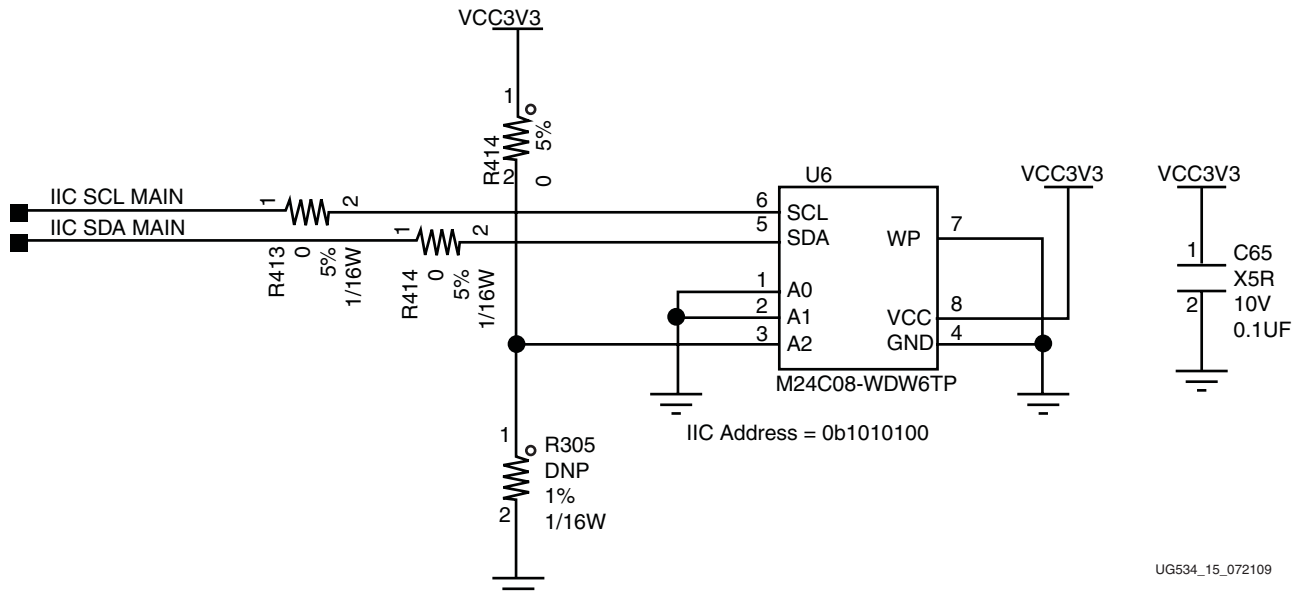 VCC3V3
1
R414
2
0
5%
IIC SCL MAIN
1
2
R413
0
5%
1/16W
IIC SDA MAIN
1
2
R414
0
5%
1/16W
U6
6
SCL
5
SDA
1
A0
2
A1
3
A2
WP
7
VCC
8
GND
4
M24C08-WDW6TP
IIC Address = 0b1010100
VCC3V3
VCC3V3
1
2
C65
X5R
10V
0.1UF
1
2
R305
DNP
1%
1/16W
UG534_15_072109